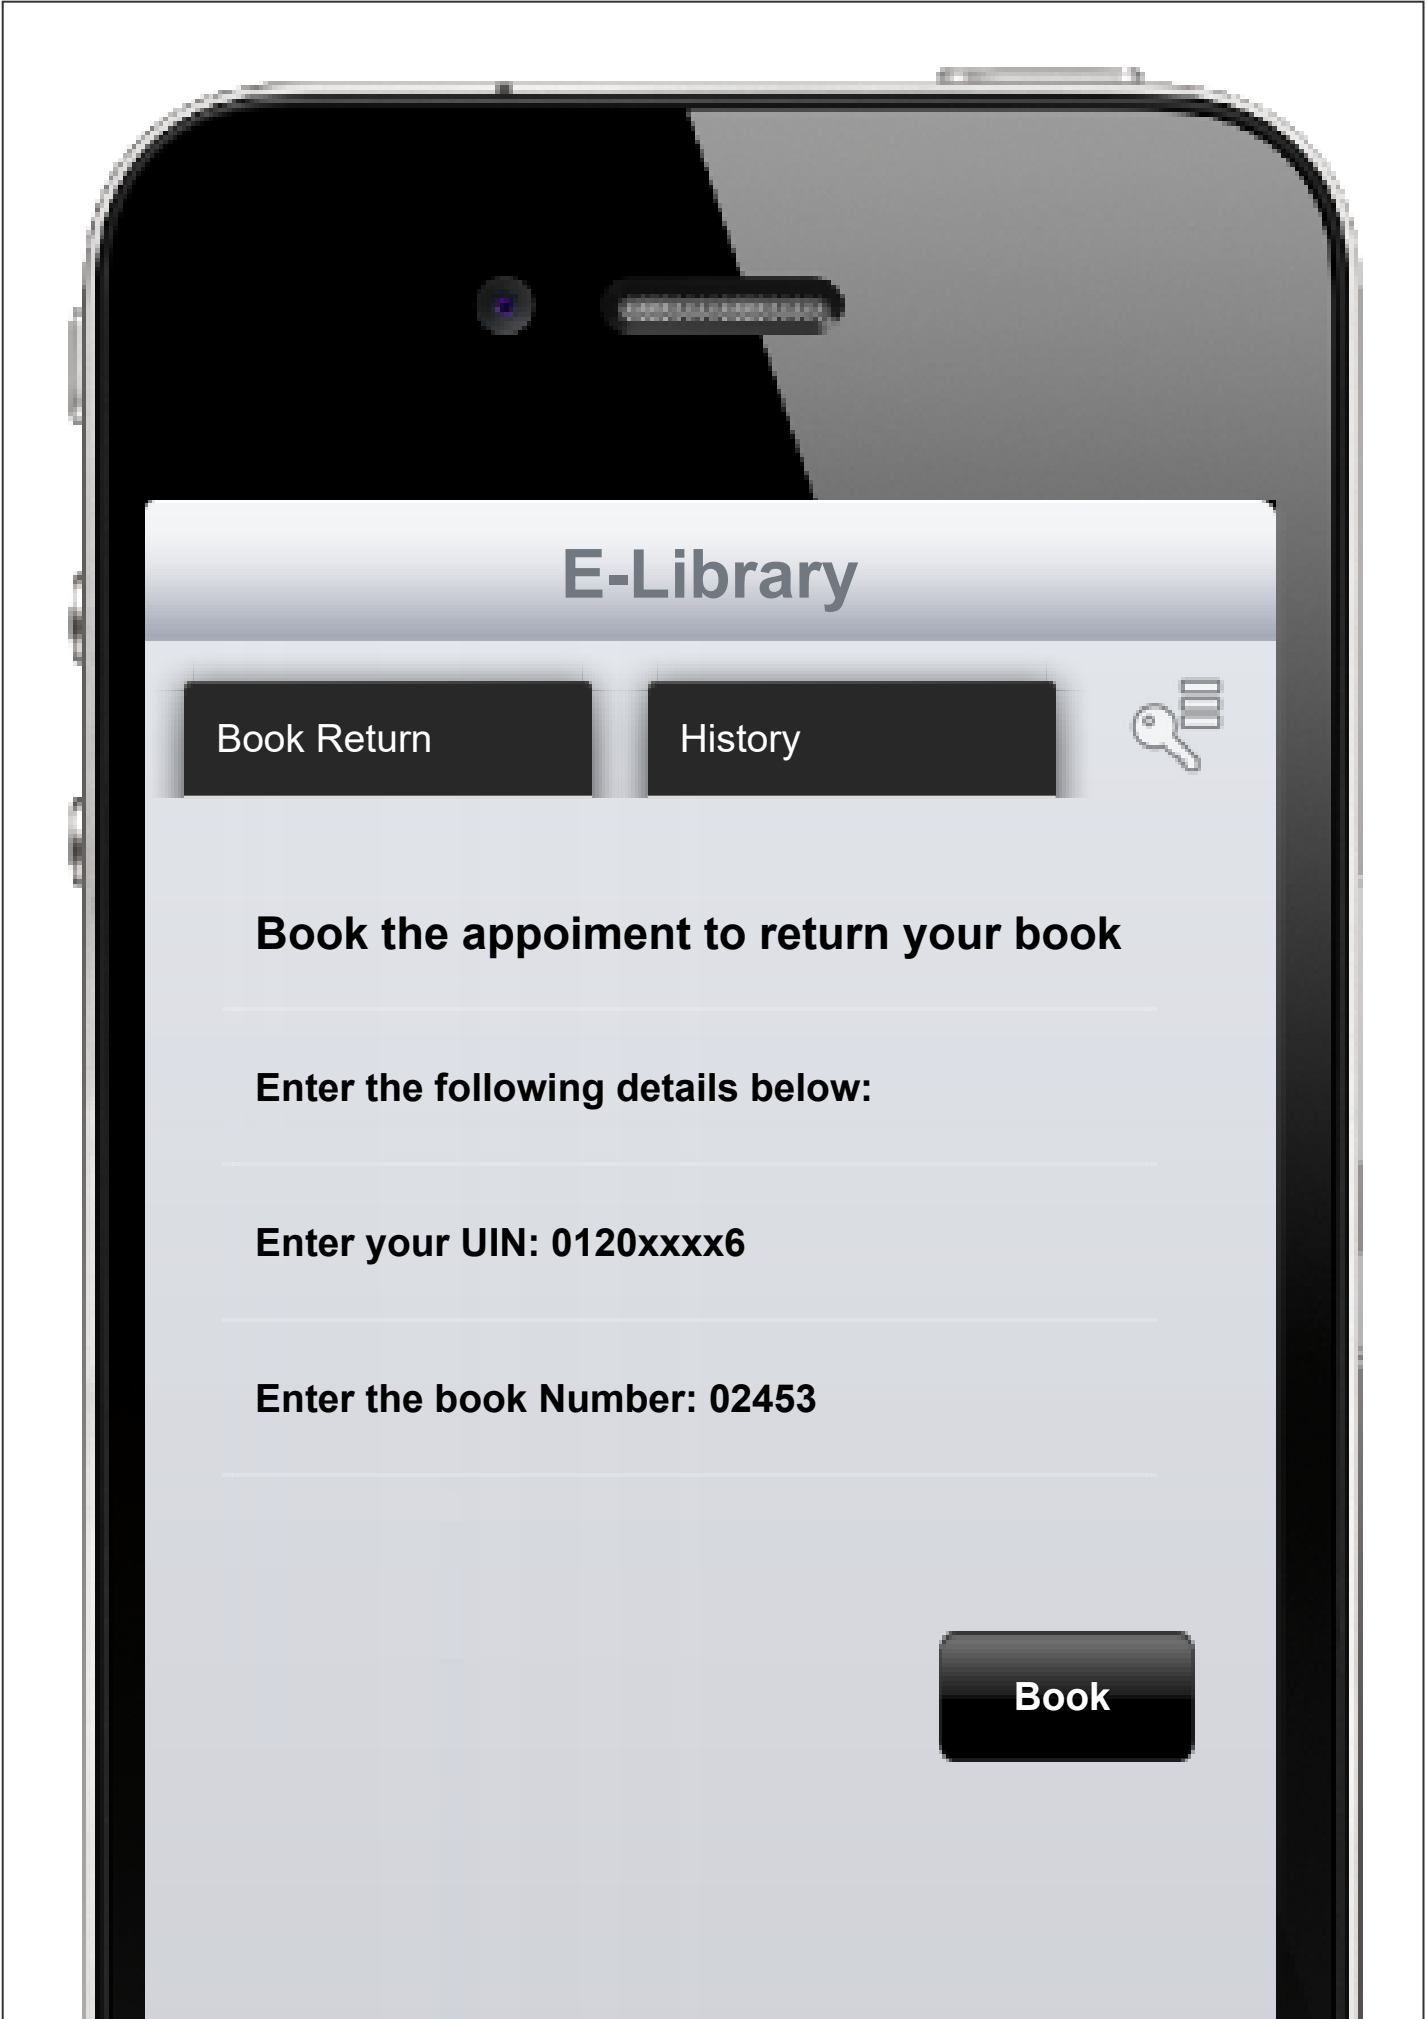 E-Library
Book Return
History
Book the appoiment to return your book
Enter the following details below:
Enter your UIN: 0120xxxx6
Enter the book Number: 02453
Book